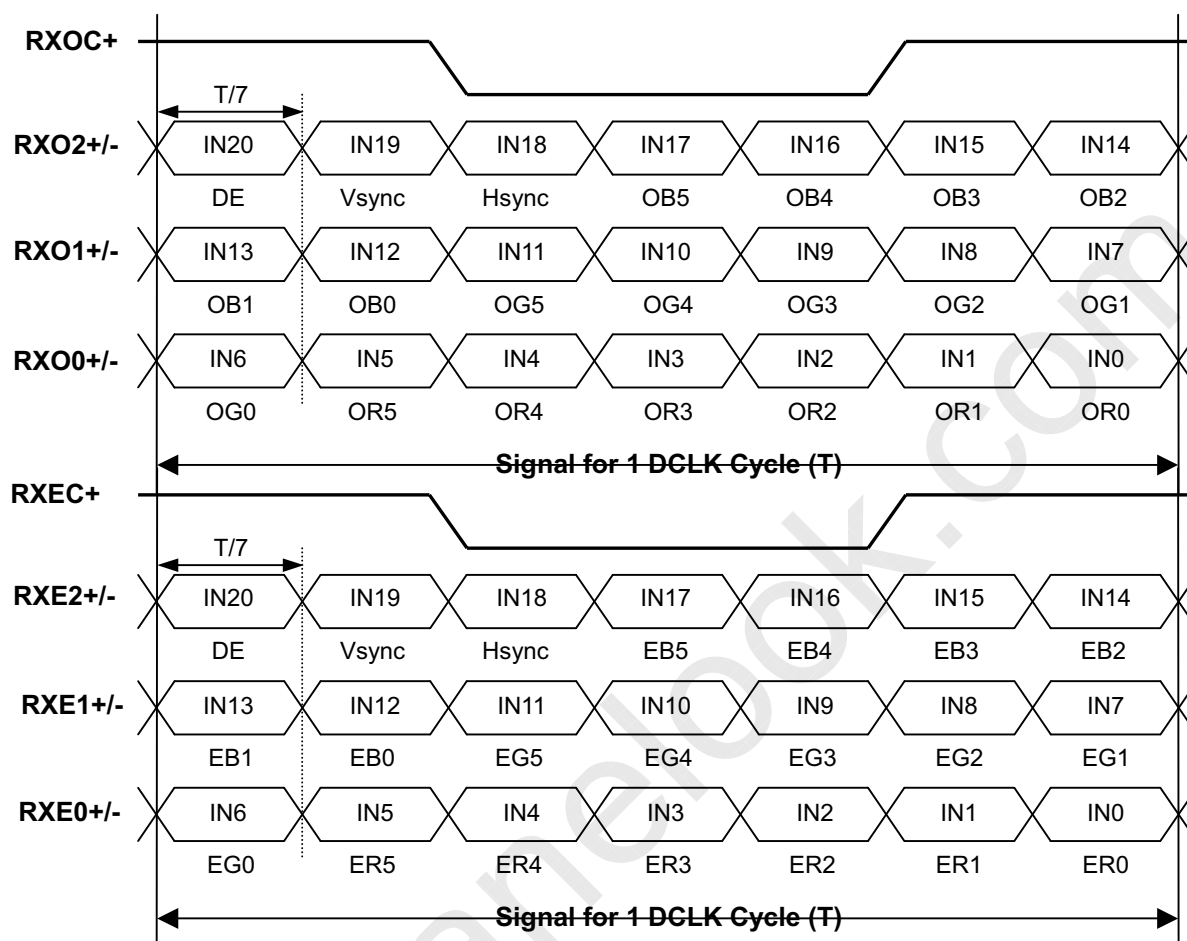 RXOC+
T/7
RXO2+/- IN20 IN19 IN18 IN17 IN16 IN15 IN14
DE Vsync Hsync OB5 OB4 OB3 OB2
RXO1+/- IN13 IN12 IN11 IN10 IN9 IN8 IN7
OB1 OB0 OG5 OG4 OG3 OG2 OG1
RXO0+/- IN6 IN5 IN4 IN3 IN2 IN1 IN0
OG0 OR5 OR4 OR3 OR2 OR1 OR0
Signal for 1 DCLK Cycle (T)
RXEC+
T/7
RXE2+/- IN20 IN19 IN18 IN17 IN16 IN15 IN14
DE Vsync Hsync EB5 EB4 EB3 EB2
RXE1+/- IN13 IN12 IN11 IN10 IN9 IN8 IN7
EB1 EB0 EG5 EG4 EG3 EG2 EG1
RXE0+/- IN6 IN5 IN4 IN3 IN2 IN1 IN0
EG0 ER5 ER4 ER3 ER2 ER1 ER0
Signal for 1 DCLK Cycle (T)
anelook.com